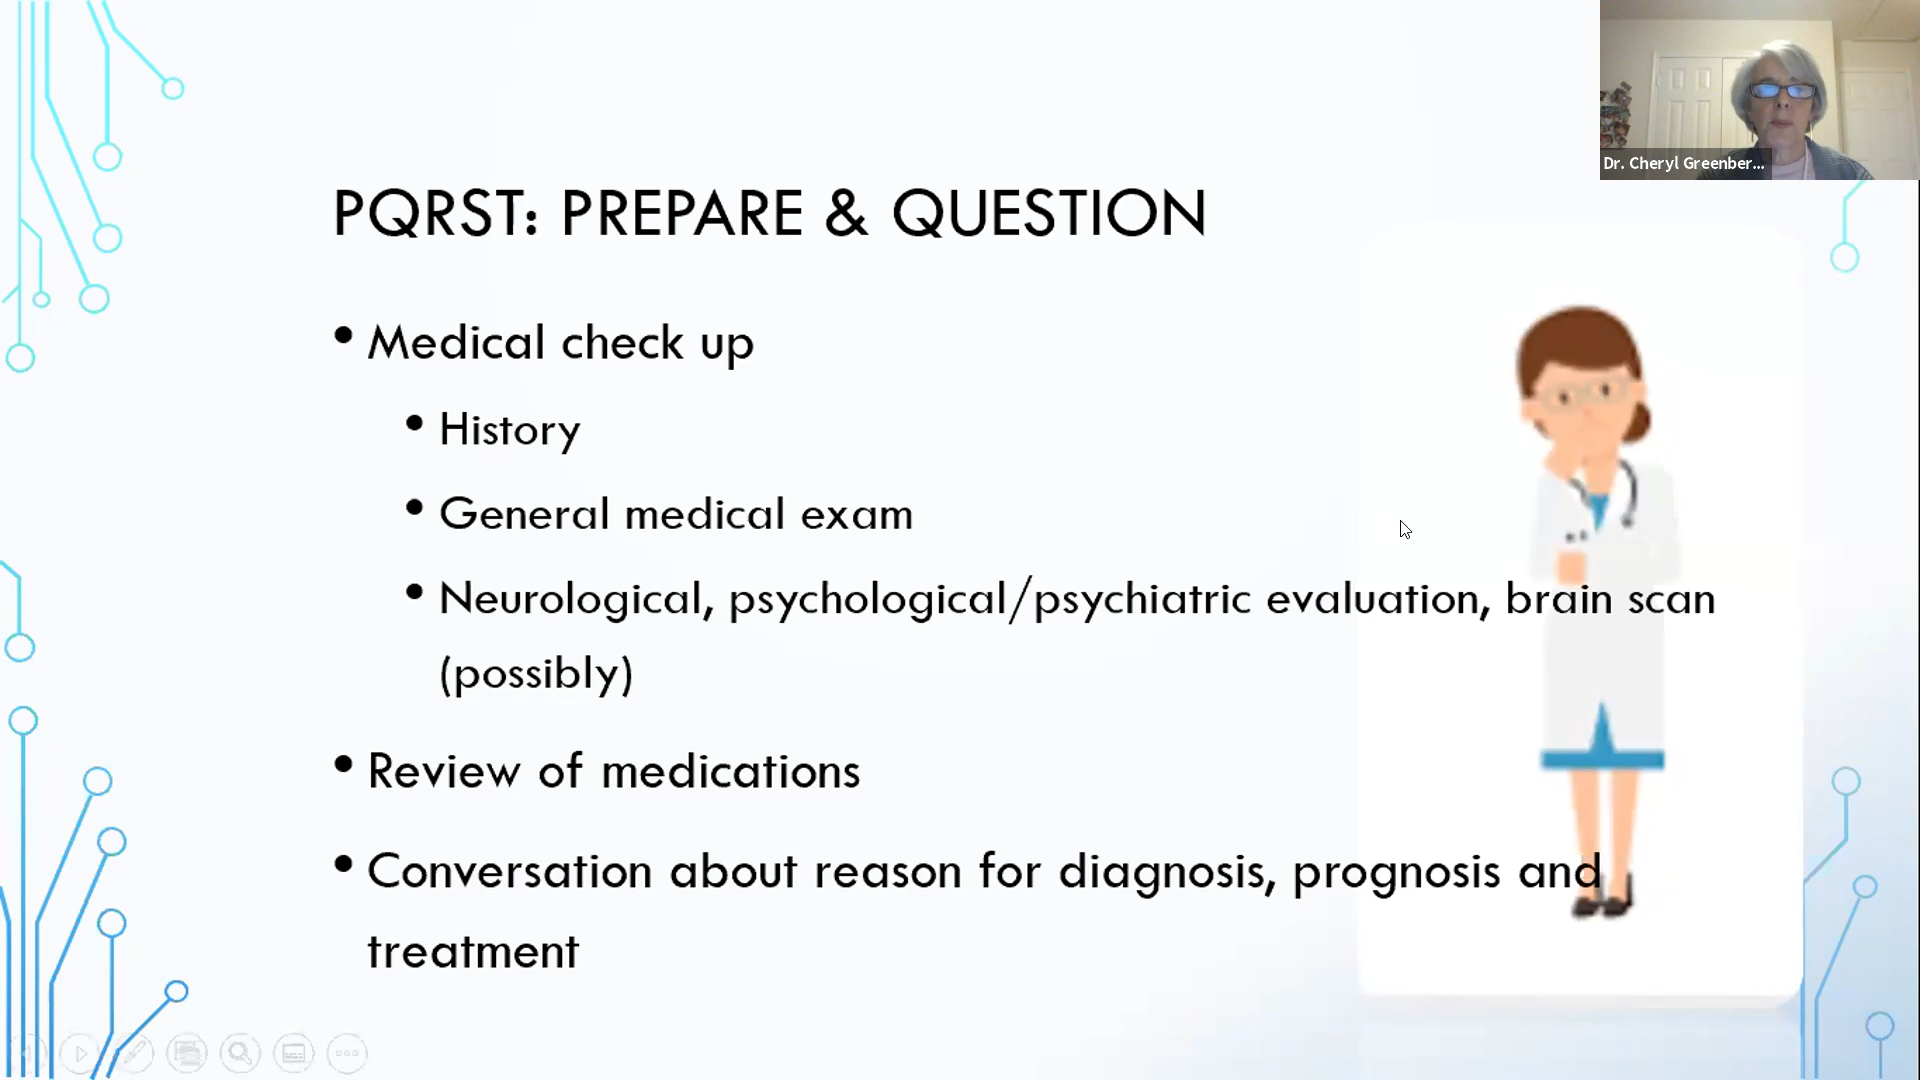 Dr. Cheryl Greenber...
PQRST: PREPARE & QUESTION
• Medical check up
• History
• General medical exam
• Neurological, psychological/psychiatric evaluation, brain scan
(possibly)
• Review of medications
• Conversation about reason for diagnosis, prognosis and
treatment